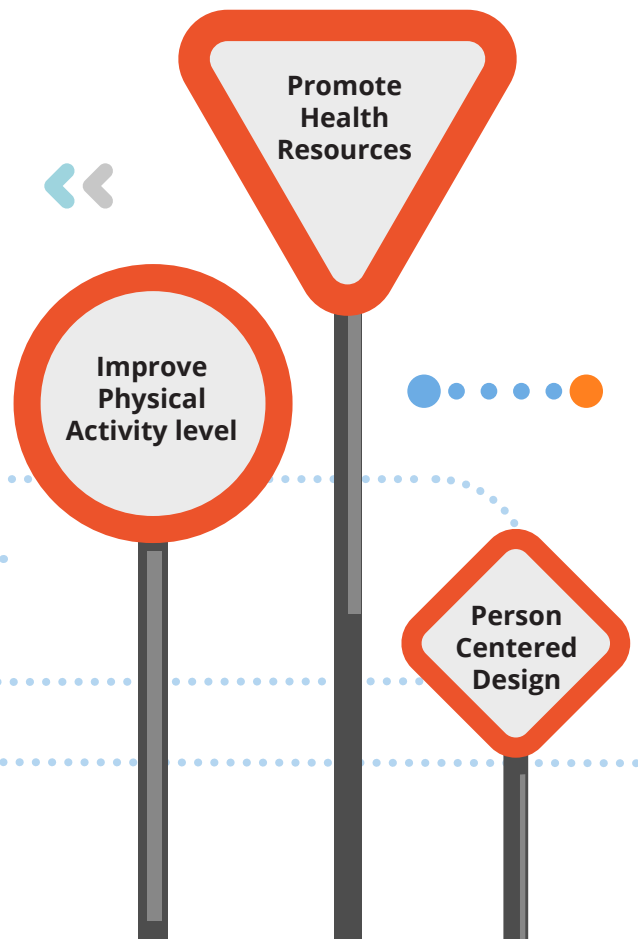 Promote
Health
Resources
Improve
Physical
Activity level
Person
Centered
Design